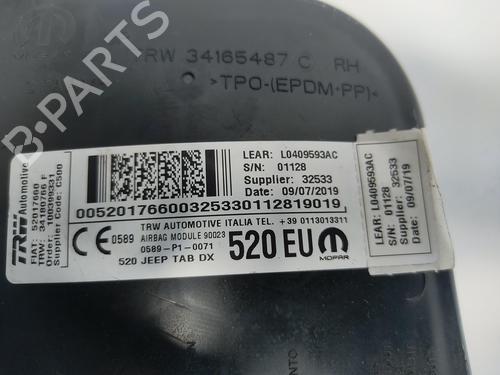 TRW 34165487 C RH
>TPO-(EPDM+PP)<
TRW Automotive
FIAT: 52017660
TRW: 34180766 F
Order: 100399331
Supplier Code: C500
LEAR: L0409593AC
S/N: 01128
Supplier: 32533
Date: 09/07/2019
00520176600325330112819019
TRW AUTOMOTIVE ITALIA TEL. +39 0113013311
CE 0589 AIRBAG MODULE 90023
0589-P1-0071
520 JEEP TAB DX
520 EU
MOPAR
LEAR: L0409593AC
S/N: 01128
Supplier: 32533
Date: 09/07/19
B-Parts